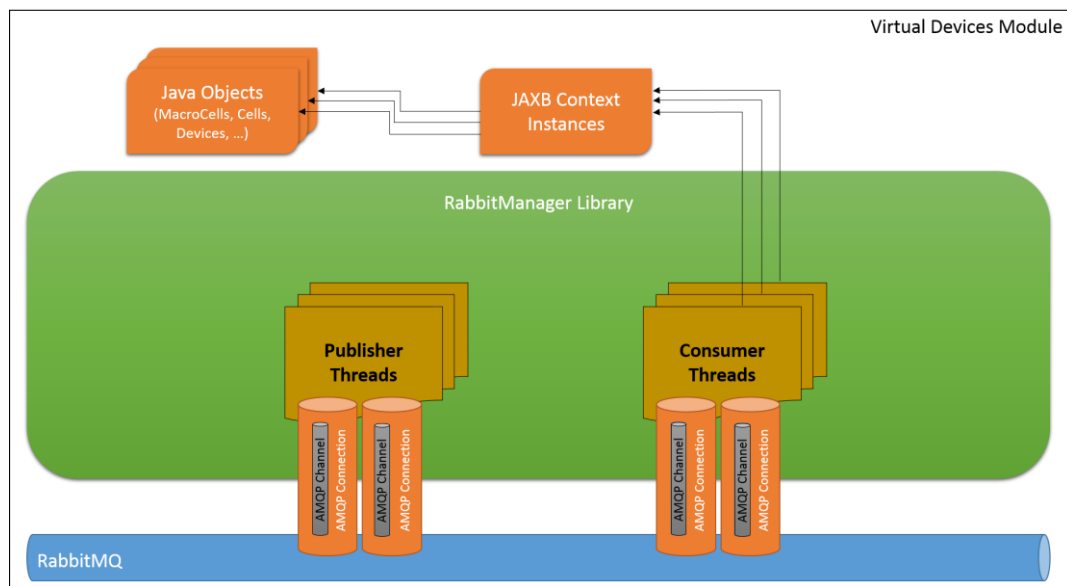 Virtual Devices Module
Java Objects
(MacroCells, Cells,
Devices, ...)
JAXB Context
Instances
RabbitManager Library
Publisher
Threads
Consumer
Threads
AMQP Channel
AMQP Connection
AMQP Channel
AMQP Connection
AMQP Channel
AMQP Connection
AMQP Channel
AMQP Connection
RabbitMQ